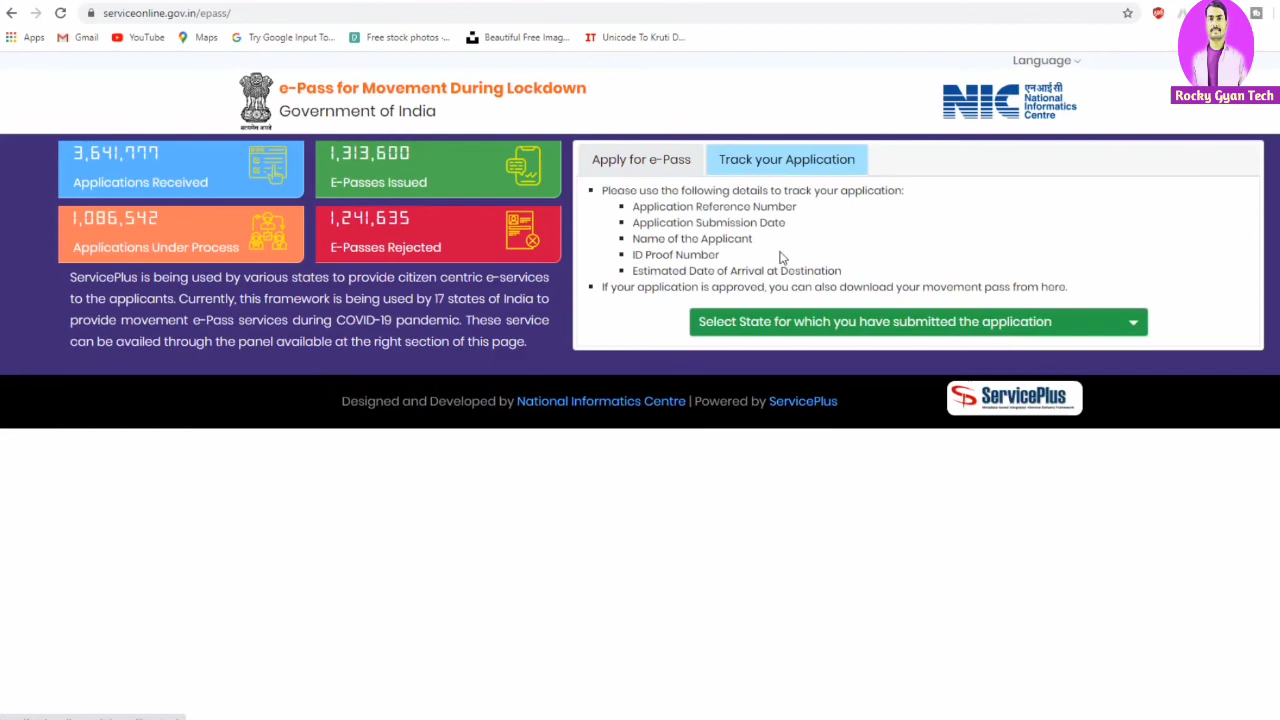 serviceonline.gov.in/epass/
Apps
Gmail
YouTube
Maps
Try Google Input To...
Free stock photos -...
Beautiful Free Imag...
IT Unicode To Kruti D...
Rocky Gyan Tech
Language
e-Pass for Movement During Lockdown
Government of India
सत्यमेव जयते
NIC
एन आई सी
National
Informatics
Centre
3,641,777
Applications Received
1,313,600
E-Passes Issued
1,086,542
Applications Under Process
1,241,635
E-Passes Rejected
ServicePlus is being used by various states to provide citizen centric e-services
to the applicants. Currently, this framework is being used by 17 states of India to
provide movement e-Pass services during COVID-19 pandemic. These service
can be availed through the panel available at the right section of this page.
Apply for e-Pass
Track your Application
Please use the following details to track your application:
Application Reference Number
Application Submission Date
Name of the Applicant
ID Proof Number
Estimated Date of Arrival at Destination
If your application is approved, you can also download your movement pass from here.
Select State for which you have submitted the application
Designed and Developed by National Informatics Centre | Powered by ServicePlus
ServicePlus